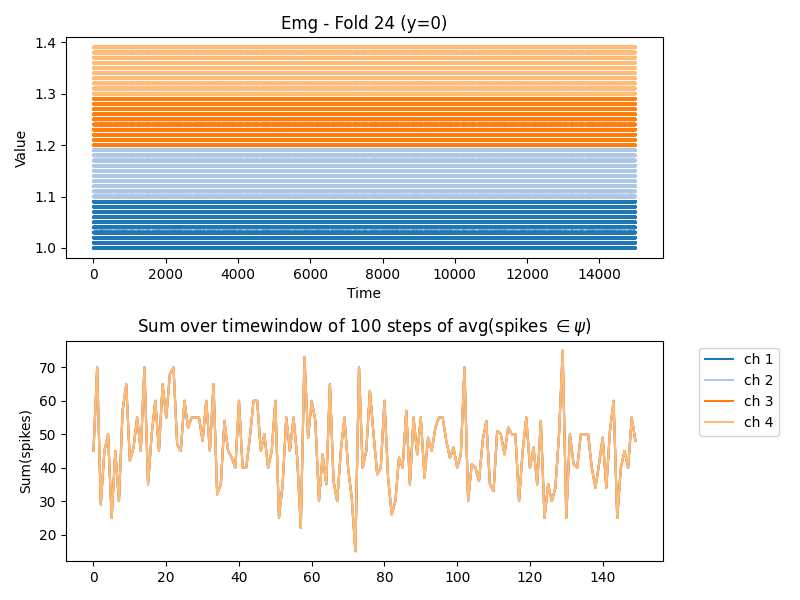 Emg - Fold 24 (y=0)
Value
1.4
1.3
1.2
1.1
1.0
0 2000 4000 6000 8000 10000 12000 14000
Time
Sum over timewindow of 100 steps of avg(spikes ∈ ψ)
Sum(spikes)
70
60
50
40
30
20
0 20 40 60 80 100 120 140
ch 1
ch 2
ch 3
ch 4